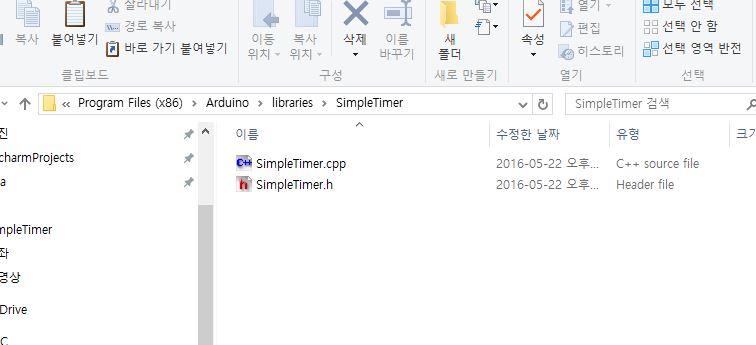 잘라내기
모두 선택
복사
붙여넣기
경로 복사
바로 가기 붙여넣기
이동 위치
복사 위치
삭제
이름 바꾸기
새 폴더
속성
열기
편집
히스토리
선택 안 함
선택 영역 반전
클립보드
구성
새로 만들기
열기
선택
« Program Files (x86) > Arduino > libraries > SimpleTimer
SimpleTimer 검색
진
이름
수정한 날짜
유형
크
charmProjects
SimpleTimer.cpp
2016-05-22 오후...
C++ source file
a
SimpleTimer.h
2016-05-22 오후...
Header file
mpleTimer
좌
영상
Drive
C